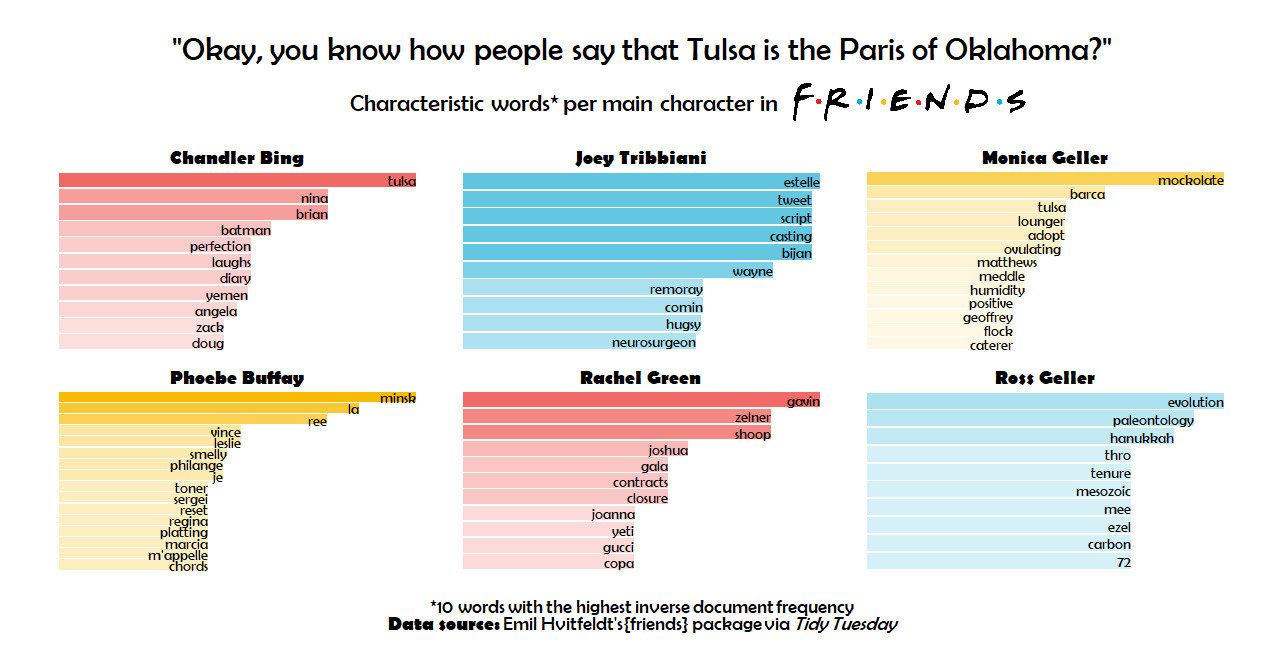 "Okay, you know how people say that Tulsa is the Paris of Oklahoma?"
Characteristic words* per main character in F·R·I·E·N·D·S
Chandler Bing
tulsa
nina
brian
batman
perfection
laughs
diary
yemen
angela
zack
doug
Joey Tribbiani
estelle
tweet
script
casting
bijan
wayne
remoray
comin
hugsy
neurosurgeon
Monica Geller
mockolate
barca
tulsa
lounger
adopt
ovulating
matthews
meddle
humidity
positive
geoffrey
flock
caterer
Phoebe Buffay
minsk
la
ree
vince
leslie
smelly
philange
je
toner
sergei
reset
regina
platting
marcia
m'appelle
chords
Rachel Green
gavin
zelner
shoop
joshua
gala
contracts
closure
joanna
yeti
gucci
copa
Ross Geller
evolution
paleontology
hanukkah
thro
tenure
mesozoic
mee
ezel
carbon
72
*10 words with the highest inverse document frequency
Data source: Emil Hvitfeldt's{friends} package via Tidy Tuesday